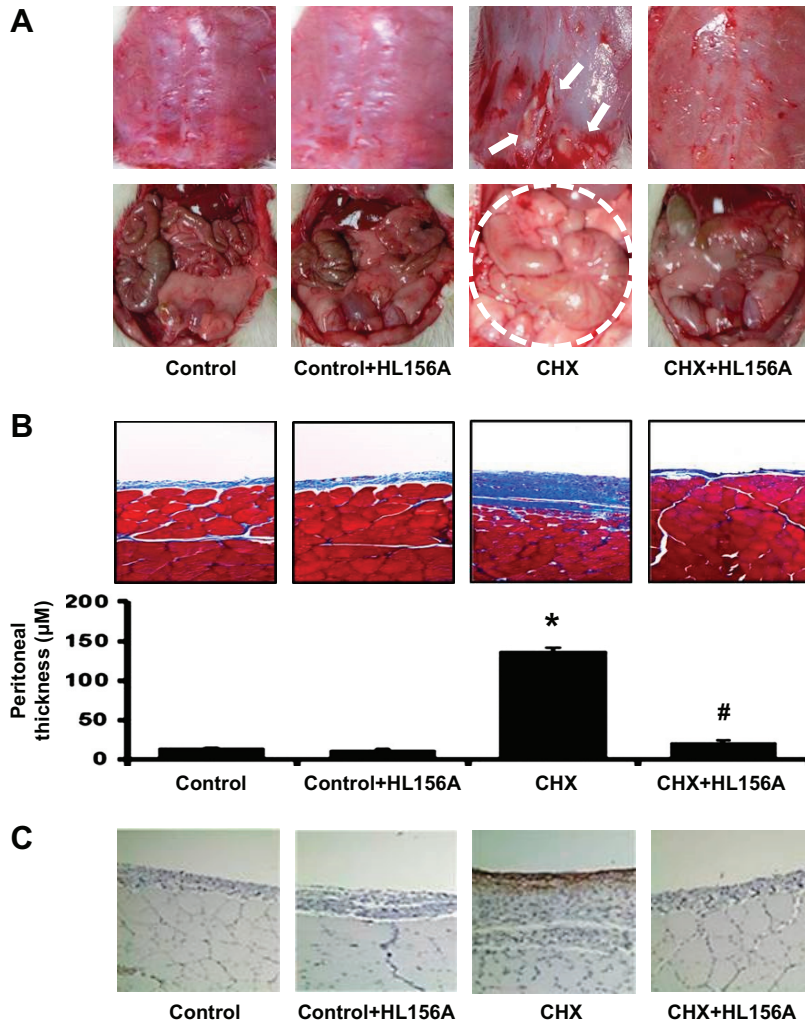 A
Control
Control+HL156A
CHX
CHX+HL156A
B
Peritoneal
thickness (µM)
200
150
100
50
0
*
#
Control
Control+HL156A
CHX
CHX+HL156A
C
Control
Control+HL156A
CHX
CHX+HL156A